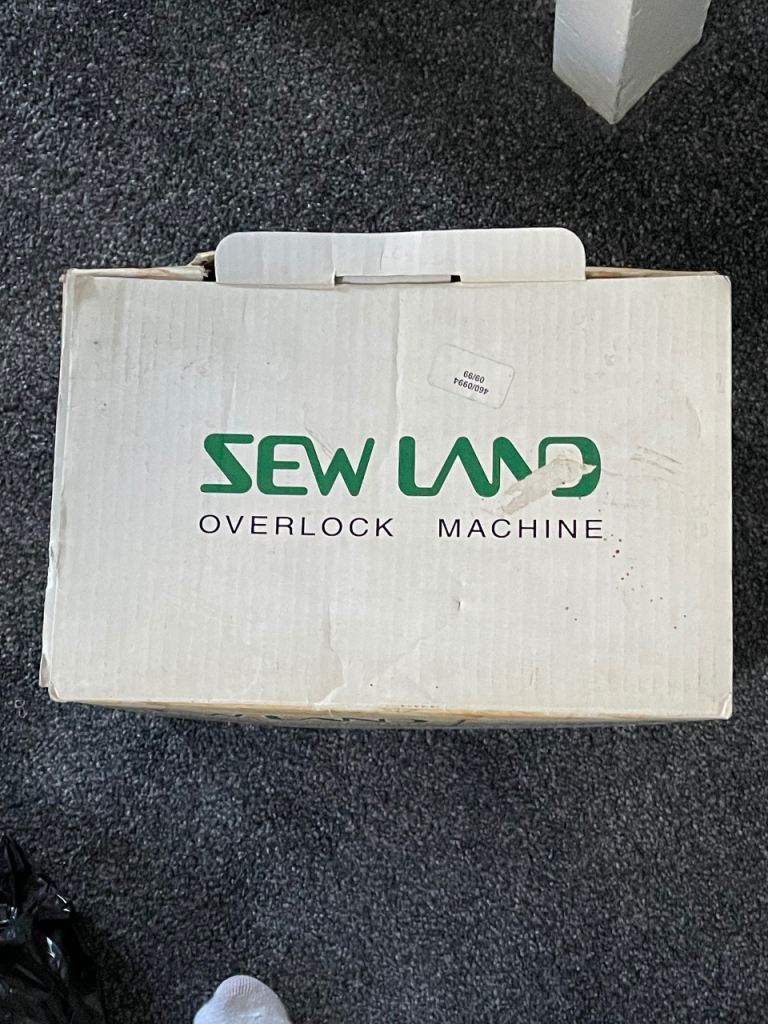 460/0994
09/99
SEW LAND
OVERLOCK MACHINE